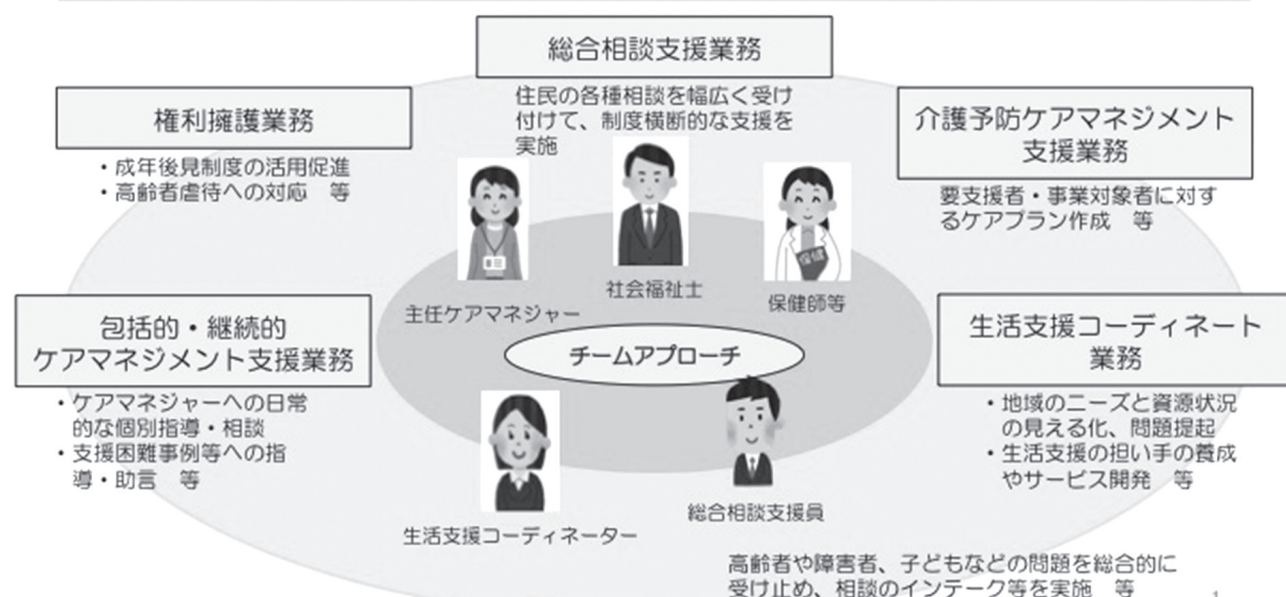 総合相談支援業務
住民の各種相談を幅広く受け
付けて、制度横断的な支援を
実施
権利擁護業務
・成年後見制度の活用促進
・高齢者虐待への対応　等
介護予防ケアマネジメント
支援業務
要支援者・事業対象者に対す
るケアプラン作成　等
保健
主任ケアマネジャー
社会福祉士
保健師等
チームアプローチ
包括的・継続的
ケアマネジメント支援業務
・ケアマネジャーへの日常
的な個別指導・相談
・支援困難事例等への指
導・助言　等
生活支援コーディネート
業務
・地域のニーズと資源状況
の見える化、問題提起
・生活支援の担い手の養成
やサービス開発　等
生活支援コーディネーター
総合相談支援員
高齢者や障害者、子どもなどの問題を総合的に
受け止め、相談のインテーク等を実施　等
1